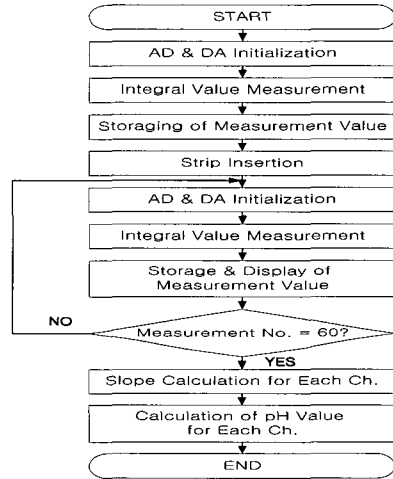 START
AD & DA Initialization
Integral Value Measurement
Storaging of Measurement Value
Strip Insertion
AD & DA Initialization
Integral Value Measurement
Storage & Display of
Measurement Value
NO
Measurement No. = 60?
YES
Slope Calculation for Each Ch.
Calculation of pH Value
for Each Ch.
END